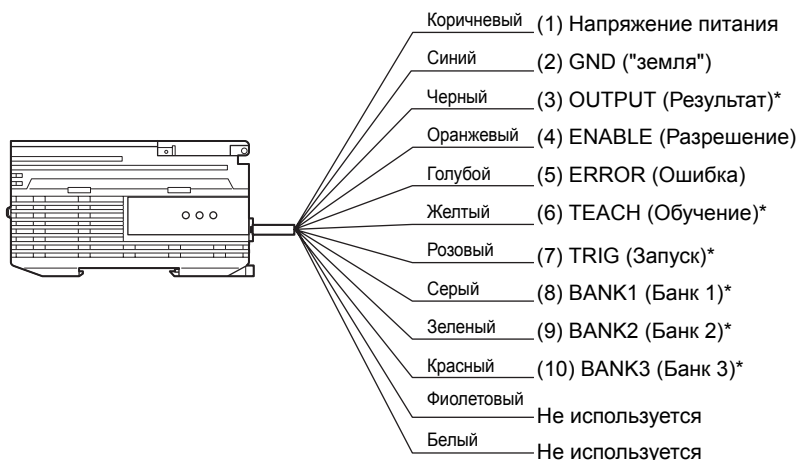 Коричневый (1) Напряжение питания
Синий (2) GND ("земля")
Черный (3) OUTPUT (Результат)*
Оранжевый (4) ENABLE (Разрешение)
Голубой (5) ERROR (Ошибка)
Желтый (6) TEACH (Обучение)*
Розовый (7) TRIG (Запуск)*
Серый (8) BANK1 (Банк 1)*
Зеленый (9) BANK2 (Банк 2)*
Красный (10) BANK3 (Банк 3)*
Фиолетовый Не используется
Белый Не используется